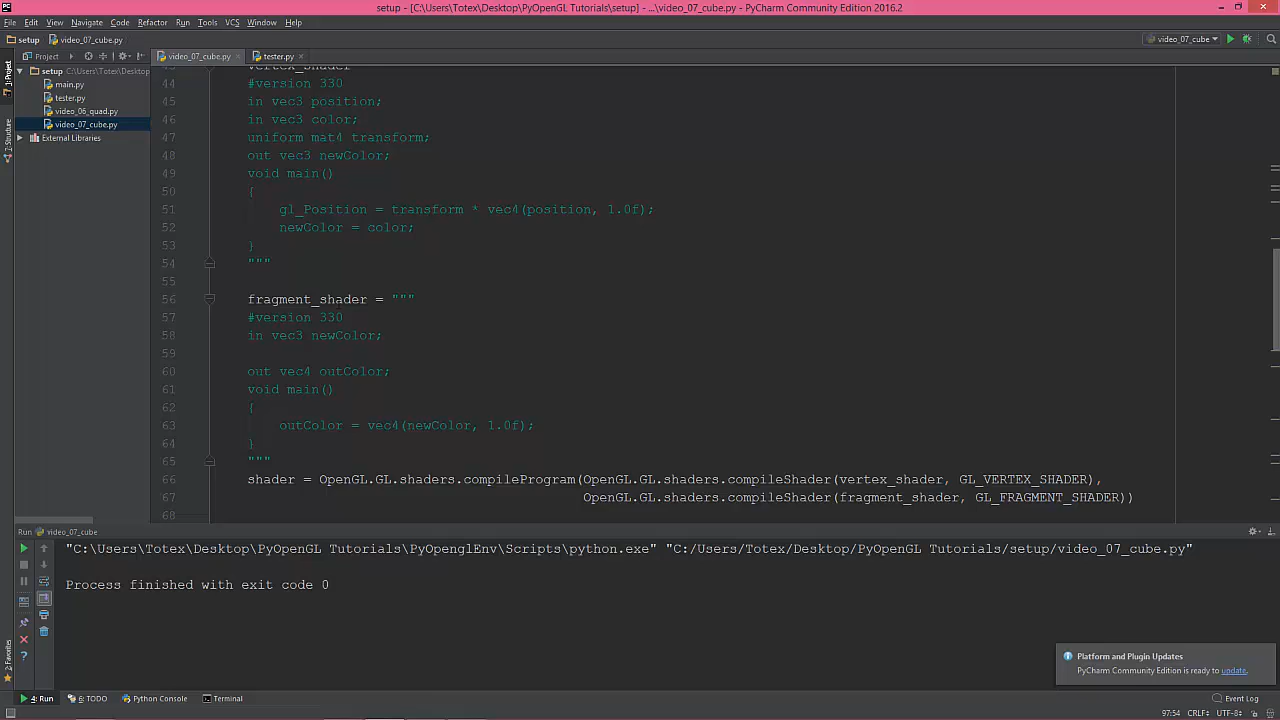 setup - [C:\Users\Totex\Desktop\PyOpenGL Tutorials\setup] - ...\video_07_cube.py - PyCharm Community Edition 2016.2
File Edit View Navigate Code Refactor Run Tools VCS Window Help
setup video_07_cube.py video_07_cube
Project video_07_cube.py tester.py
1: Project
setup C:\Users\Totex\Desktop
main.py
tester.py
video_06_quad.py
video_07_cube.py
External Libraries
7: Structure
44 #version 330
45 in vec3 position;
46 in vec3 color;
47 uniform mat4 transform;
48 out vec3 newColor;
49 void main()
50 {
51 gl_Position = transform * vec4(position, 1.0f);
52 newColor = color;
53 }
54 """
55
56 fragment_shader = """
57 #version 330
58 in vec3 newColor;
59
60 out vec4 outColor;
61 void main()
62 {
63 outColor = vec4(newColor, 1.0f);
64 }
65 """
66 shader = OpenGL.GL.shaders.compileProgram(OpenGL.GL.shaders.compileShader(vertex_shader, GL_VERTEX_SHADER),
67 OpenGL.GL.shaders.compileShader(fragment_shader, GL_FRAGMENT_SHADER))
68
Run video_07_cube
"C:\Users\Totex\Desktop\PyOpenGL Tutorials\PyOpenglEnv\Scripts\python.exe" "C:/Users/Totex/Desktop/PyOpenGL Tutorials/setup/video_07_cube.py"
Process finished with exit code 0
2: Favorites
Platform and Plugin Updates
PyCharm Community Edition is ready to update.
4: Run 6: TODO Python Console Terminal Event Log
97:54 CRLF÷ UTF-8÷